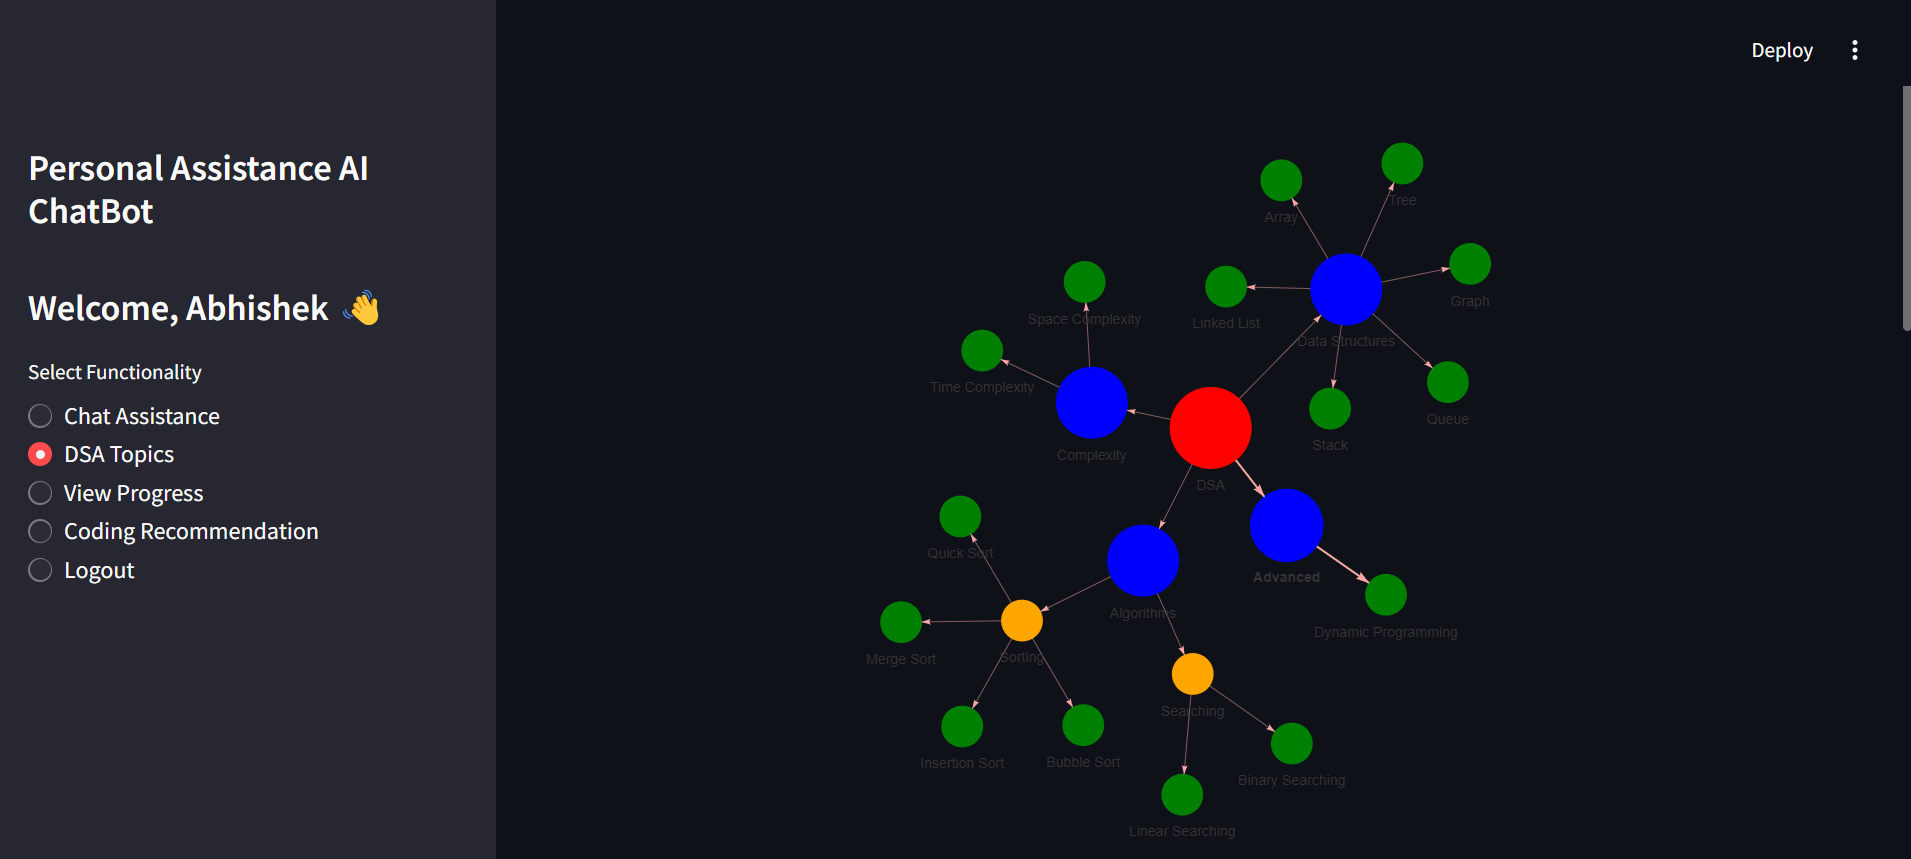 Deploy
Personal Assistance AI
ChatBot
Welcome, Abhishek 👋
Select Functionality
Chat Assistance
DSA Topics
View Progress
Coding Recommendation
Logout
Tree
Array
Graph
Space Complexity
Linked List
Data Structures
Time Complexity
Queue
Stack
Complexity
DSA
Quick Sort
Advanced
Algorithms
Dynamic Programming
Merge Sort
Sorting
Searching
Insertion Sort
Bubble Sort
Binary Searching
Linear Searching